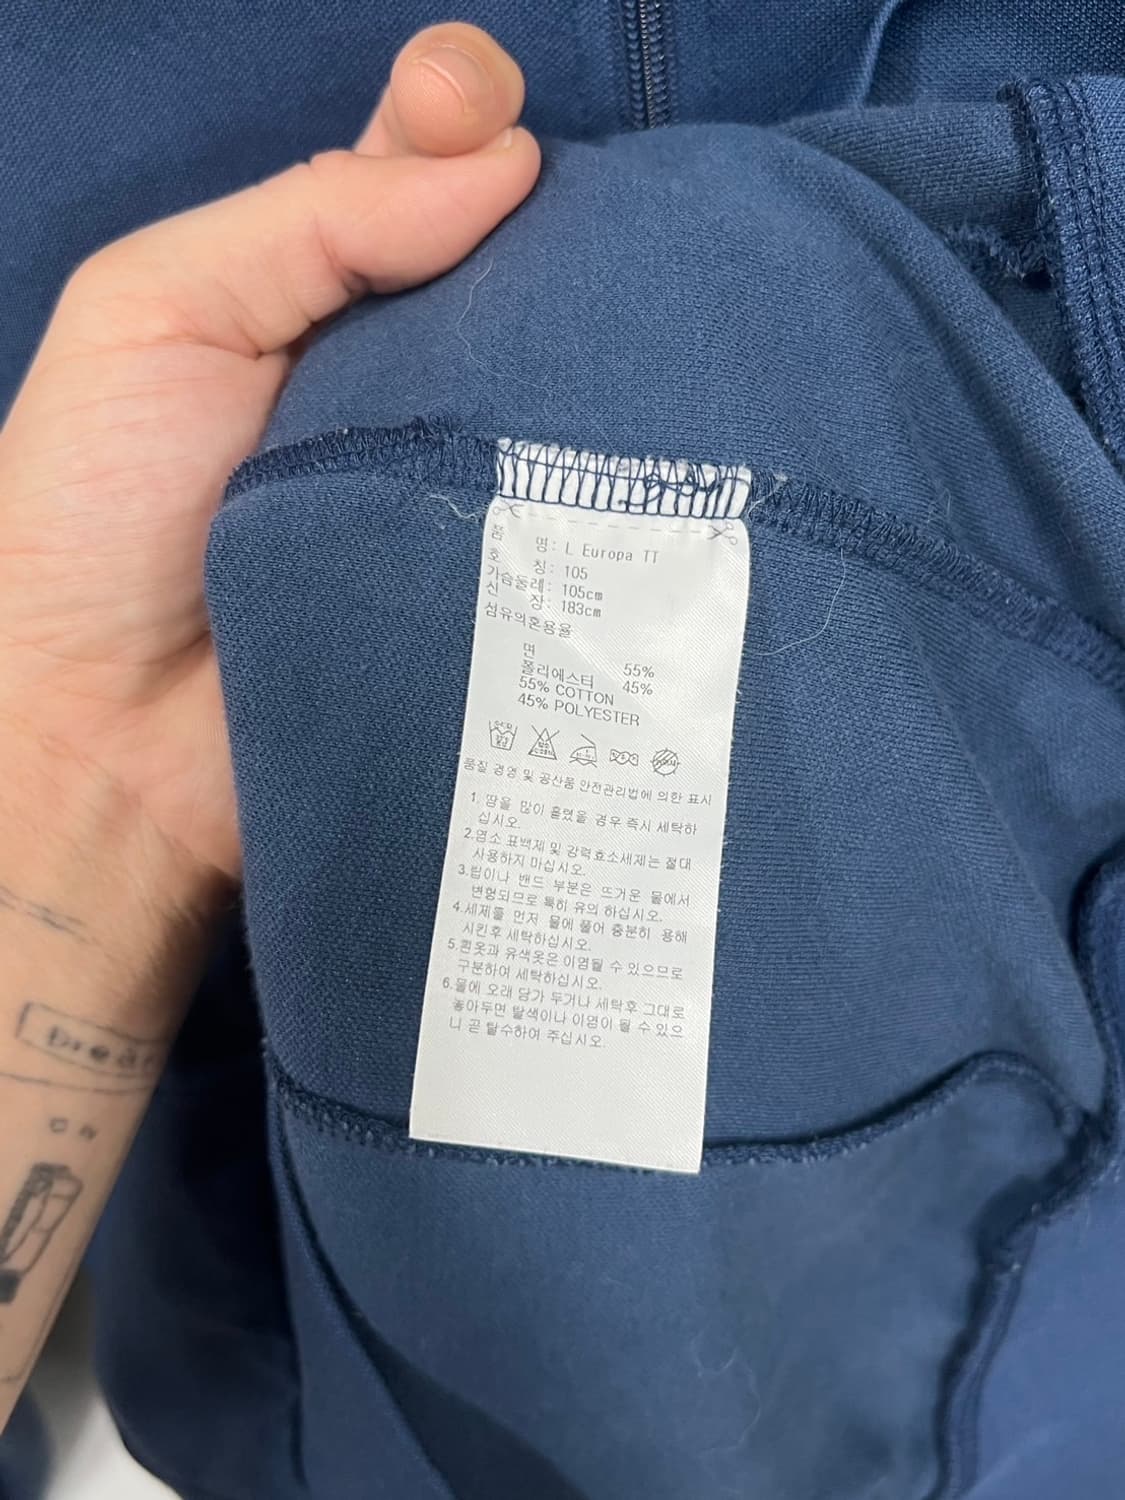 품 명: L Europa TT
호 칭: 105
가슴둘레: 105cm
신 장: 183cm
섬유의혼용율
면 55%
폴리에스터 45%
55% COTTON
45% POLYESTER
품질 경영 및 공산품 안전관리법에 의한 표시
1. 땀을 많이 흘렸을 경우 즉시 세탁하
십시오.
2.염소 표백제 및 강력효소세제는 절대
사용하지 마십시오.
3.립이나 밴드 부분은 뜨거운 물에서
변형되므로 특히 유의 하십시오.
4.세제를 먼저 물에 풀어 충분히 용해
시킨후 세탁하십시오.
5.흰옷과 유색옷은 이염될 수 있으므로
구분하여 세탁하십시오.
6.물에 오래 담가 두거나 세탁후 그대로
놓아두면 탈색이나 이염이 될 수 있으
니 곧 탈수하여 주십시오.